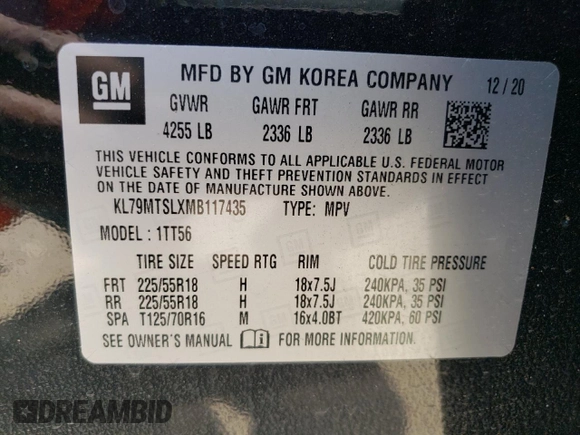 GM
MFD BY GM KOREA COMPANY 12/20
GVWR GAWR FRT GAWR RR
4255 LB 2336 LB 2336 LB
THIS VEHICLE CONFORMS TO ALL APPLICABLE U.S. FEDERAL MOTOR
VEHICLE SAFETY AND THEFT PREVENTION STANDARDS IN EFFECT
ON THE DATE OF MANUFACTURE SHOWN ABOVE.
KL79MTSLXMB117435 TYPE: MPV
MODEL: 1TT56
TIRE SIZE SPEED RTG RIM COLD TIRE PRESSURE
FRT 225/55R18 H 18x7.5J 240KPA, 35 PSI
RR 225/55R18 H 18x7.5J 240KPA, 35 PSI
SPA T125/70R16 M 16x4.0BT 420KPA, 60 PSI
SEE OWNER'S MANUAL FOR MORE INFORMATION
DREAMBID